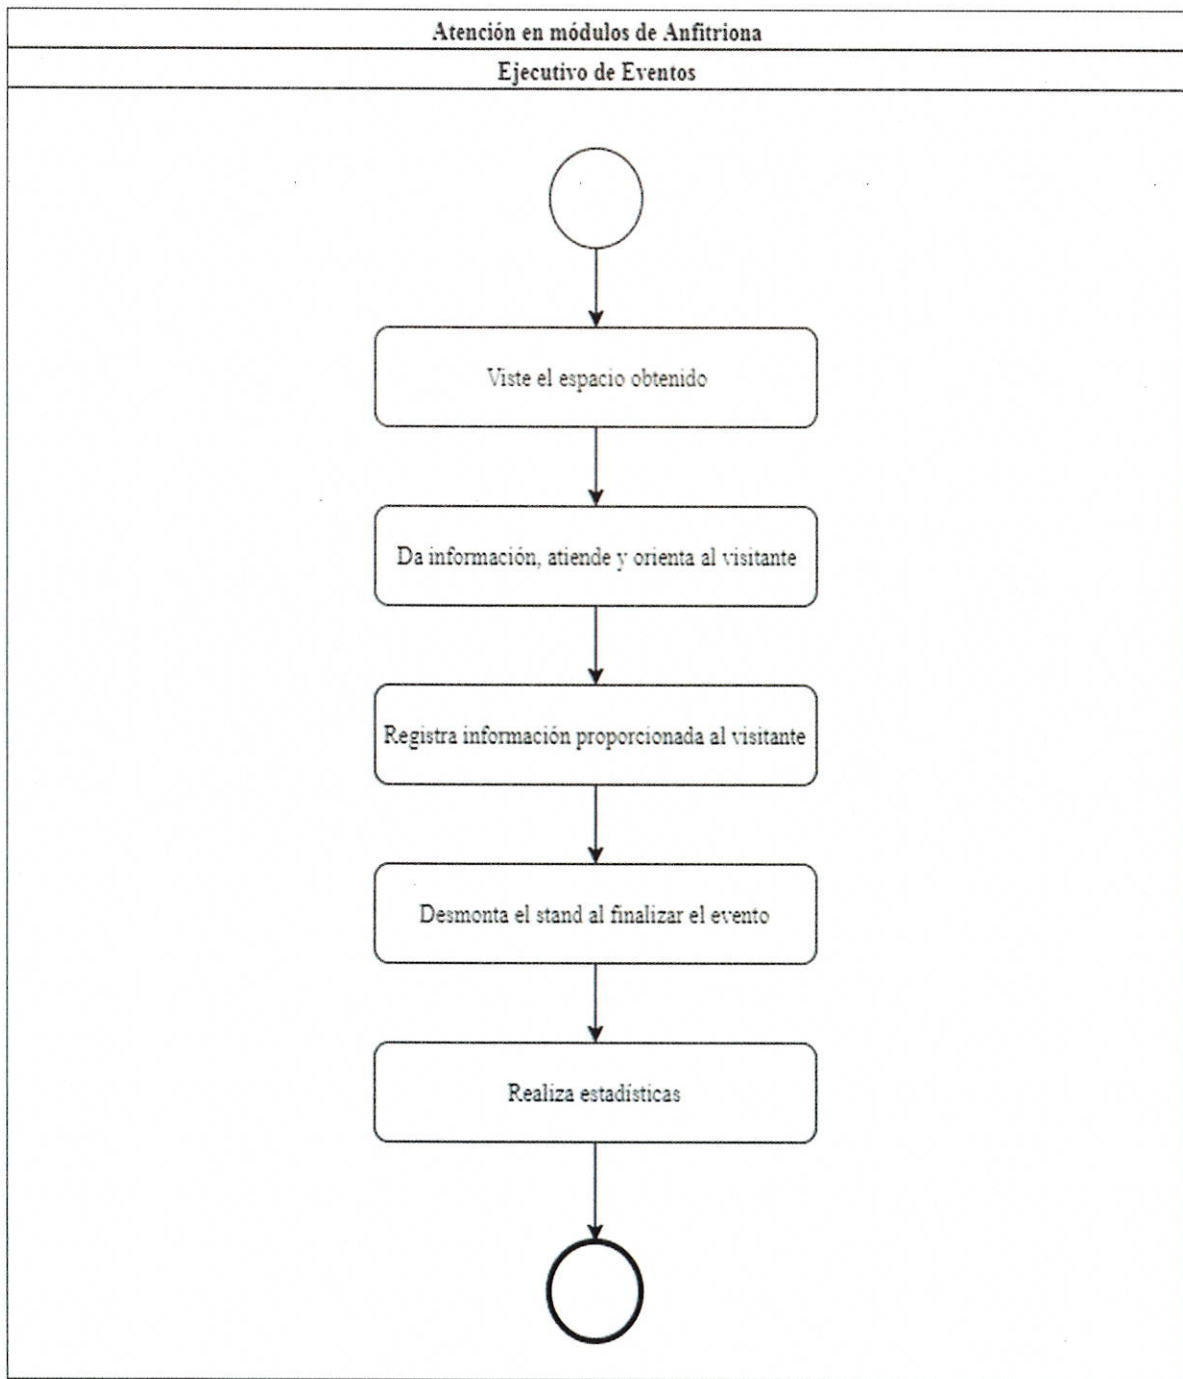 Atención en módulos de Anfitriona
Ejecutivo de Eventos
Viste el espacio obtenido
Da información, atiende y orienta al visitante
Registra información proporcionada al visitante
Desmonta el stand al finalizar el evento
Realiza estadísticas